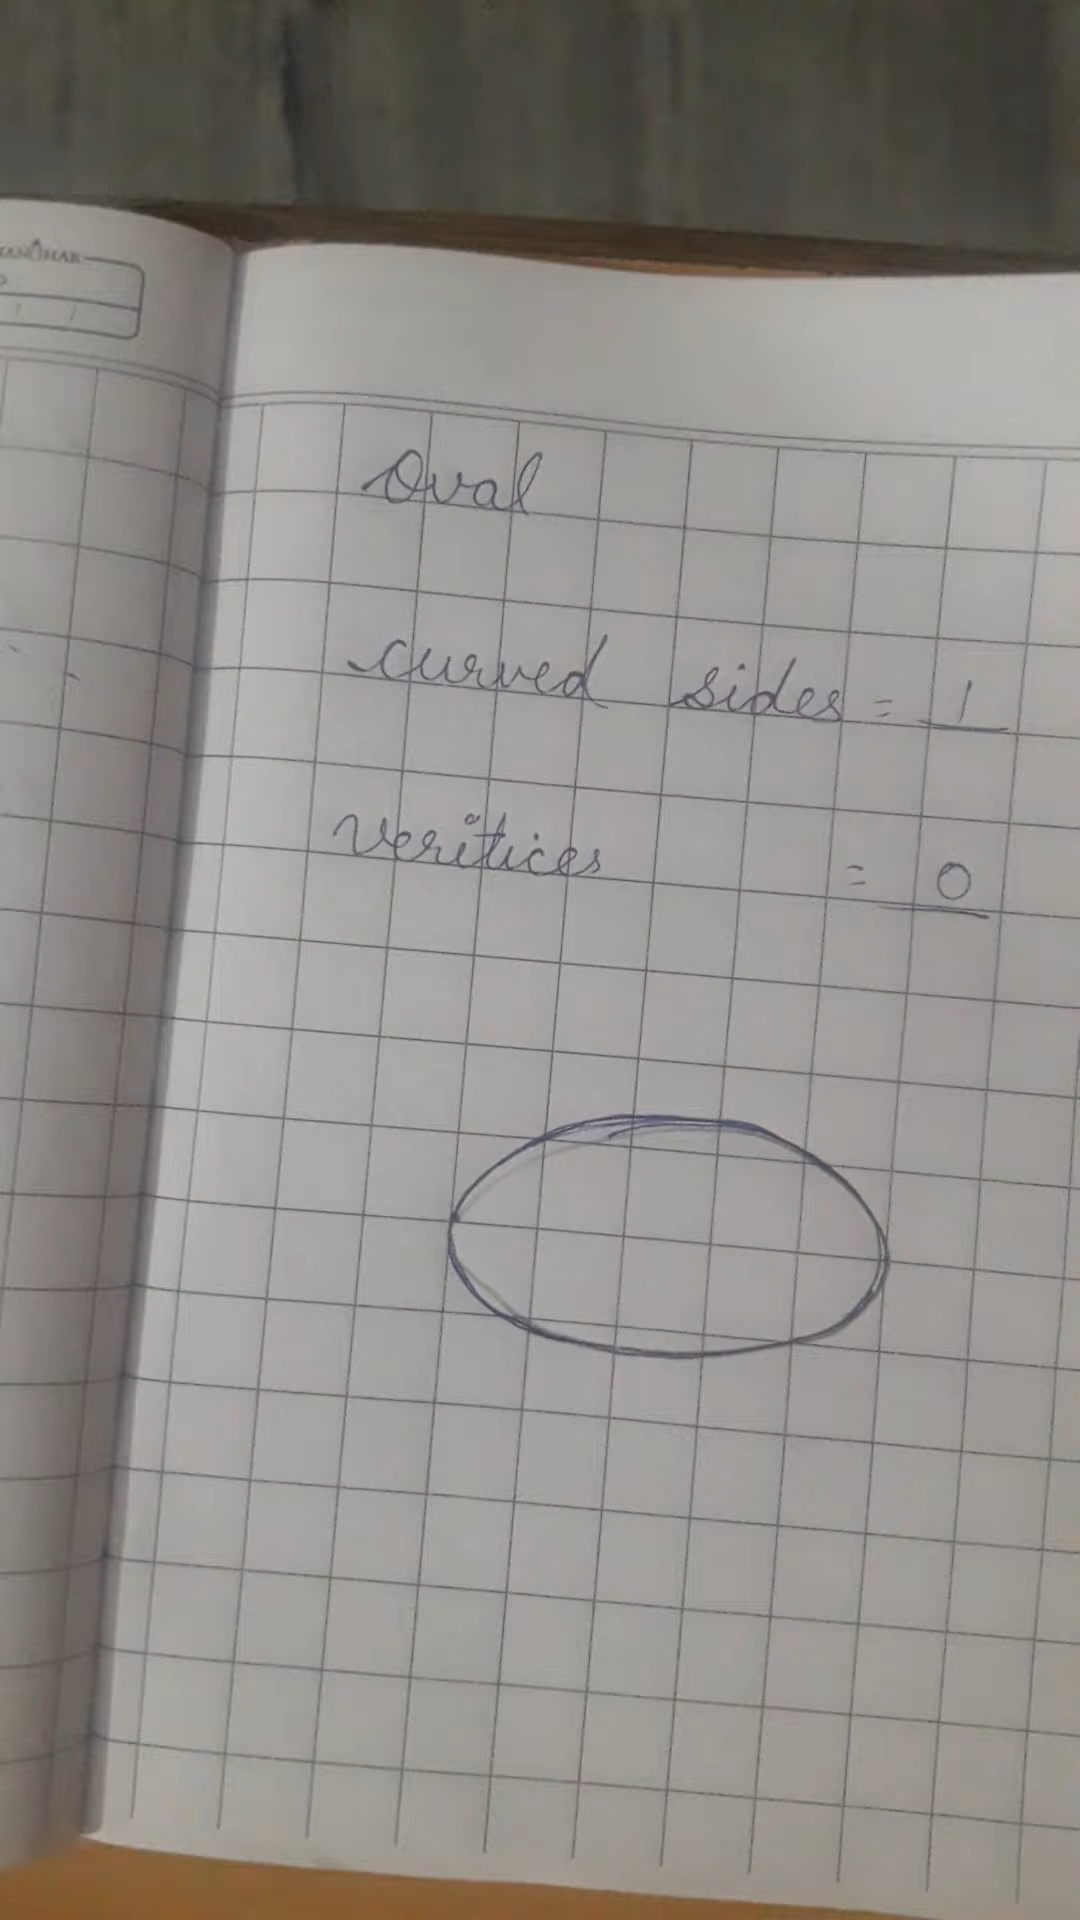 Oval
curved sides = 1
veritices = 0